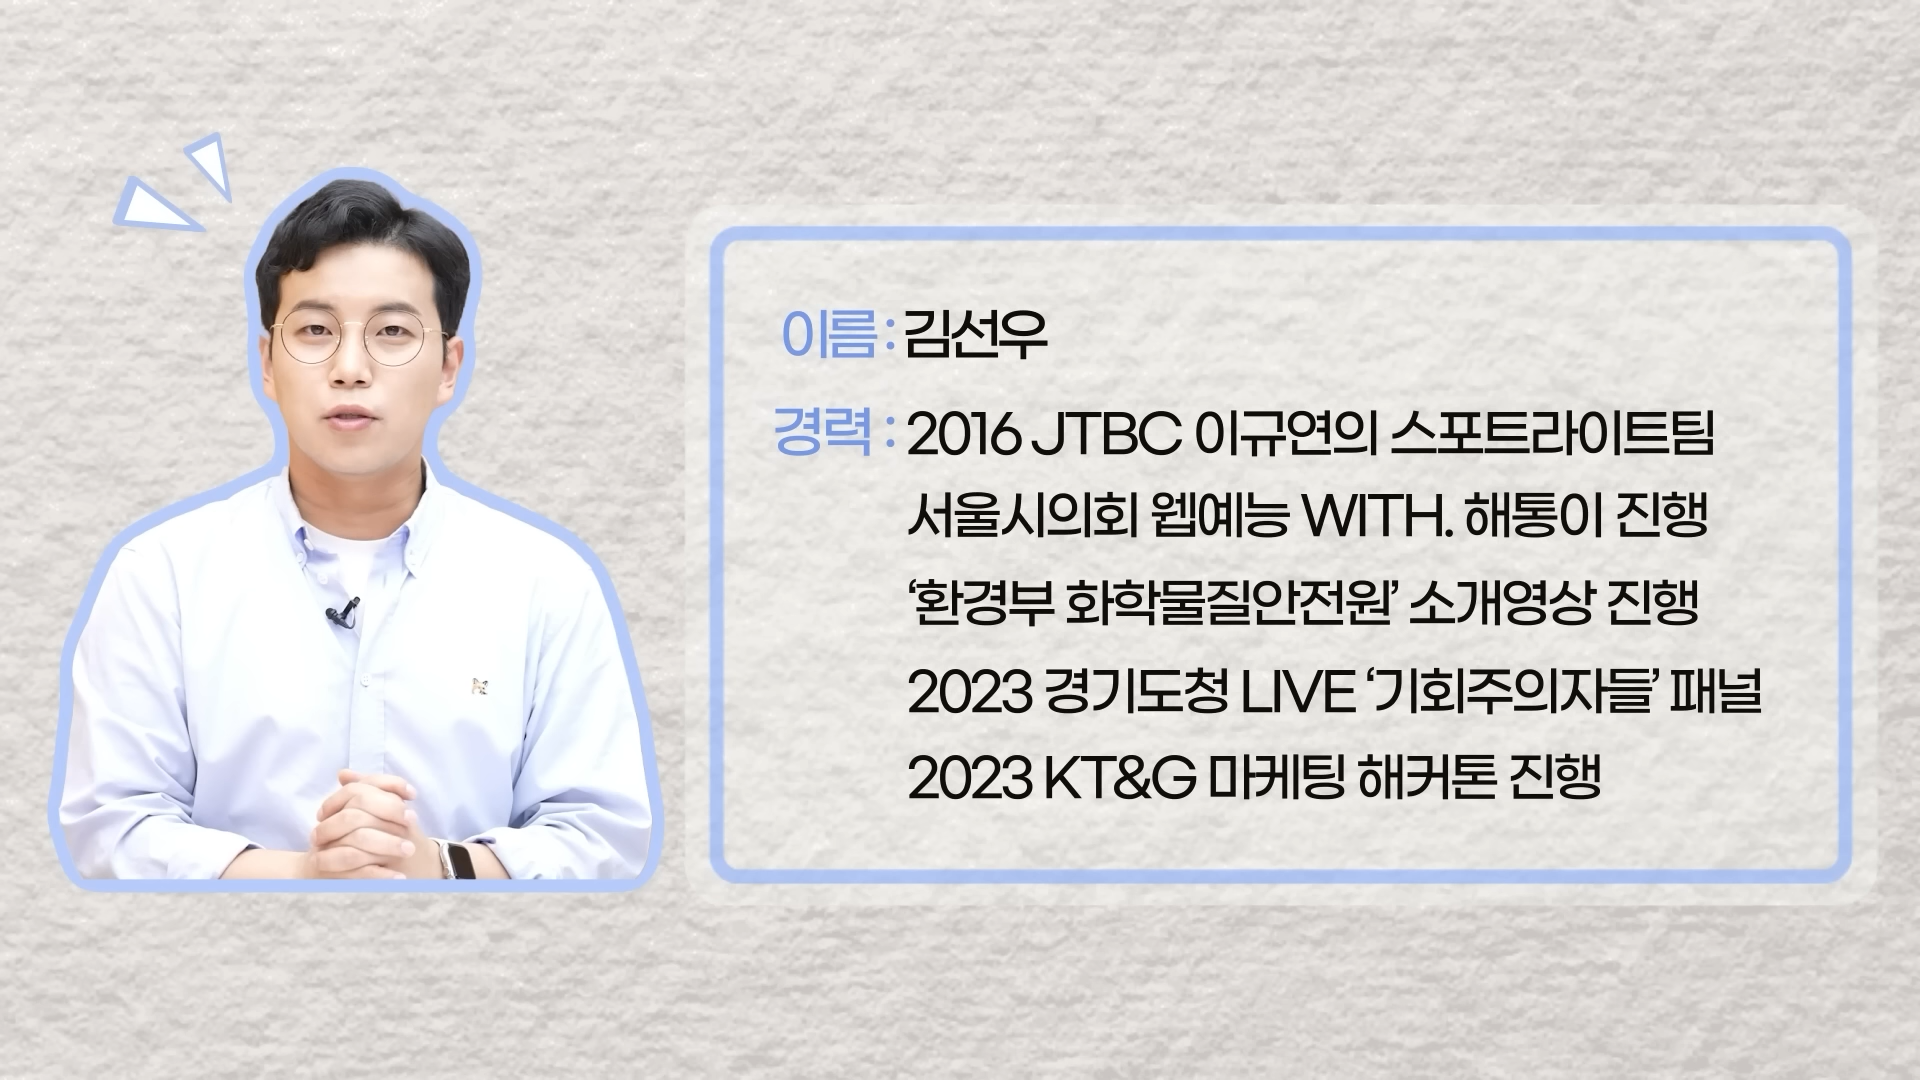 이름 : 김선우
경력 : 2016 JTBC 이규연의 스포트라이트팀
서울시의회 웹예능 WITH. 해통이 진행
‘환경부 화학물질안전원’ 소개영상 진행
2023 경기도청 LIVE ‘기회주의자들’ 패널
2023 KT&G 마케팅 해커톤 진행